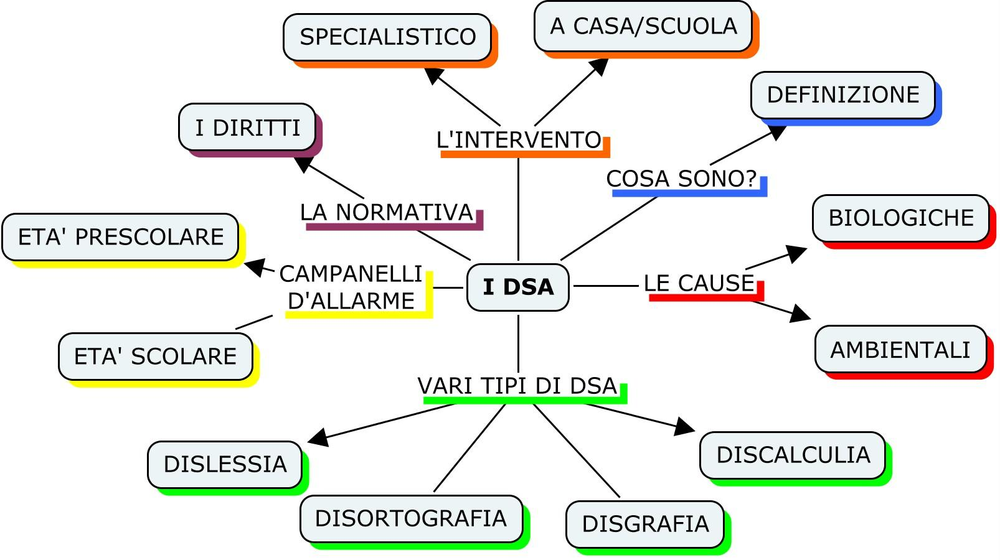 A CASA/SCUOLA
SPECIALISTICO
DEFINIZIONE
I DIRITTI
L'INTERVENTO
COSA SONO?
LA NORMATIVA
BIOLOGICHE
ETA' PRESCOLARE
CAMPANELLI
D'ALLARME
I DSA
LE CAUSE
ETA' SCOLARE
AMBIENTALI
VARI TIPI DI DSA
DISLESSIA
DISCALCULIA
DISORTOGRAFIA
DISGRAFIA